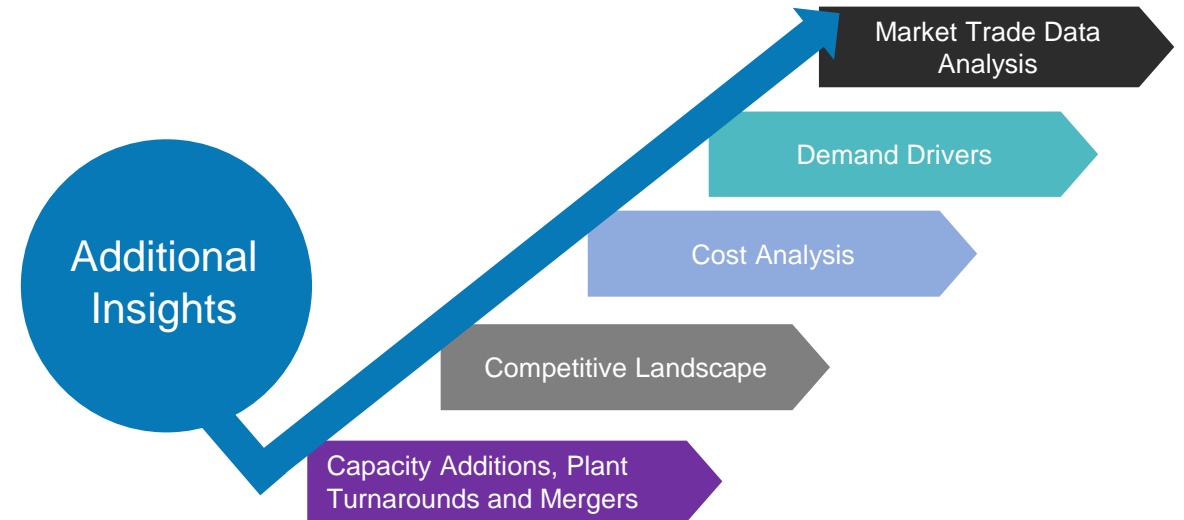 Market Trade Data
Analysis
Demand Drivers
Cost Analysis
Additional
Insights
Competitive Landscape
Capacity Additions, Plant
Turnarounds and Mergers